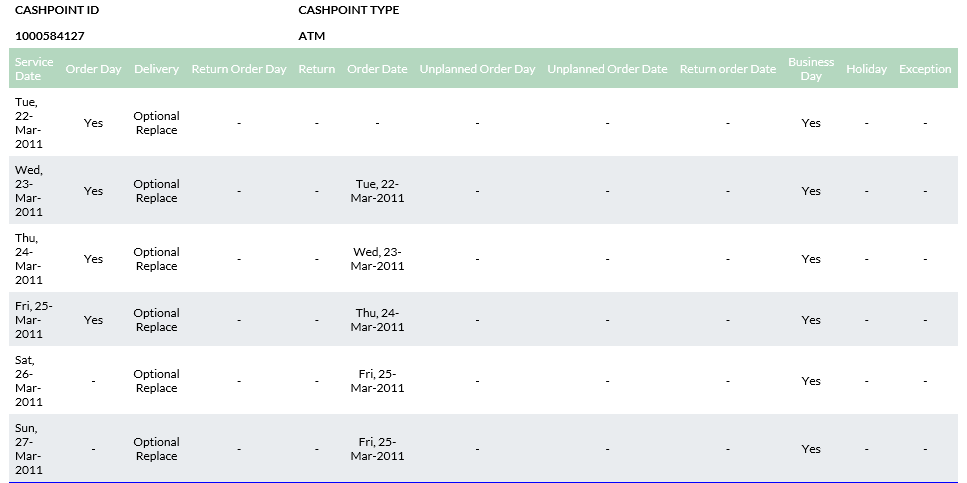 CASHPOINT ID CASHPOINT TYPE
1000584127 ATM
Service Date Order Day Delivery Return Order Day Return Order Date Unplanned Order Day Unplanned Order Date Return order Date Business Day Holiday Exception
Tue, 22-Mar-2011 Yes Optional Replace - - - - - - Yes - -
Wed, 23-Mar-2011 Yes Optional Replace - - Tue, 22-Mar-2011 - - - Yes - -
Thu, 24-Mar-2011 Yes Optional Replace - - Wed, 23-Mar-2011 - - - Yes - -
Fri, 25-Mar-2011 Yes Optional Replace - - Thu, 24-Mar-2011 - - - Yes - -
Sat, 26-Mar-2011 - Optional Replace - - Fri, 25-Mar-2011 - - - Yes - -
Sun, 27-Mar-2011 - Optional Replace - - Fri, 25-Mar-2011 - - - Yes - -